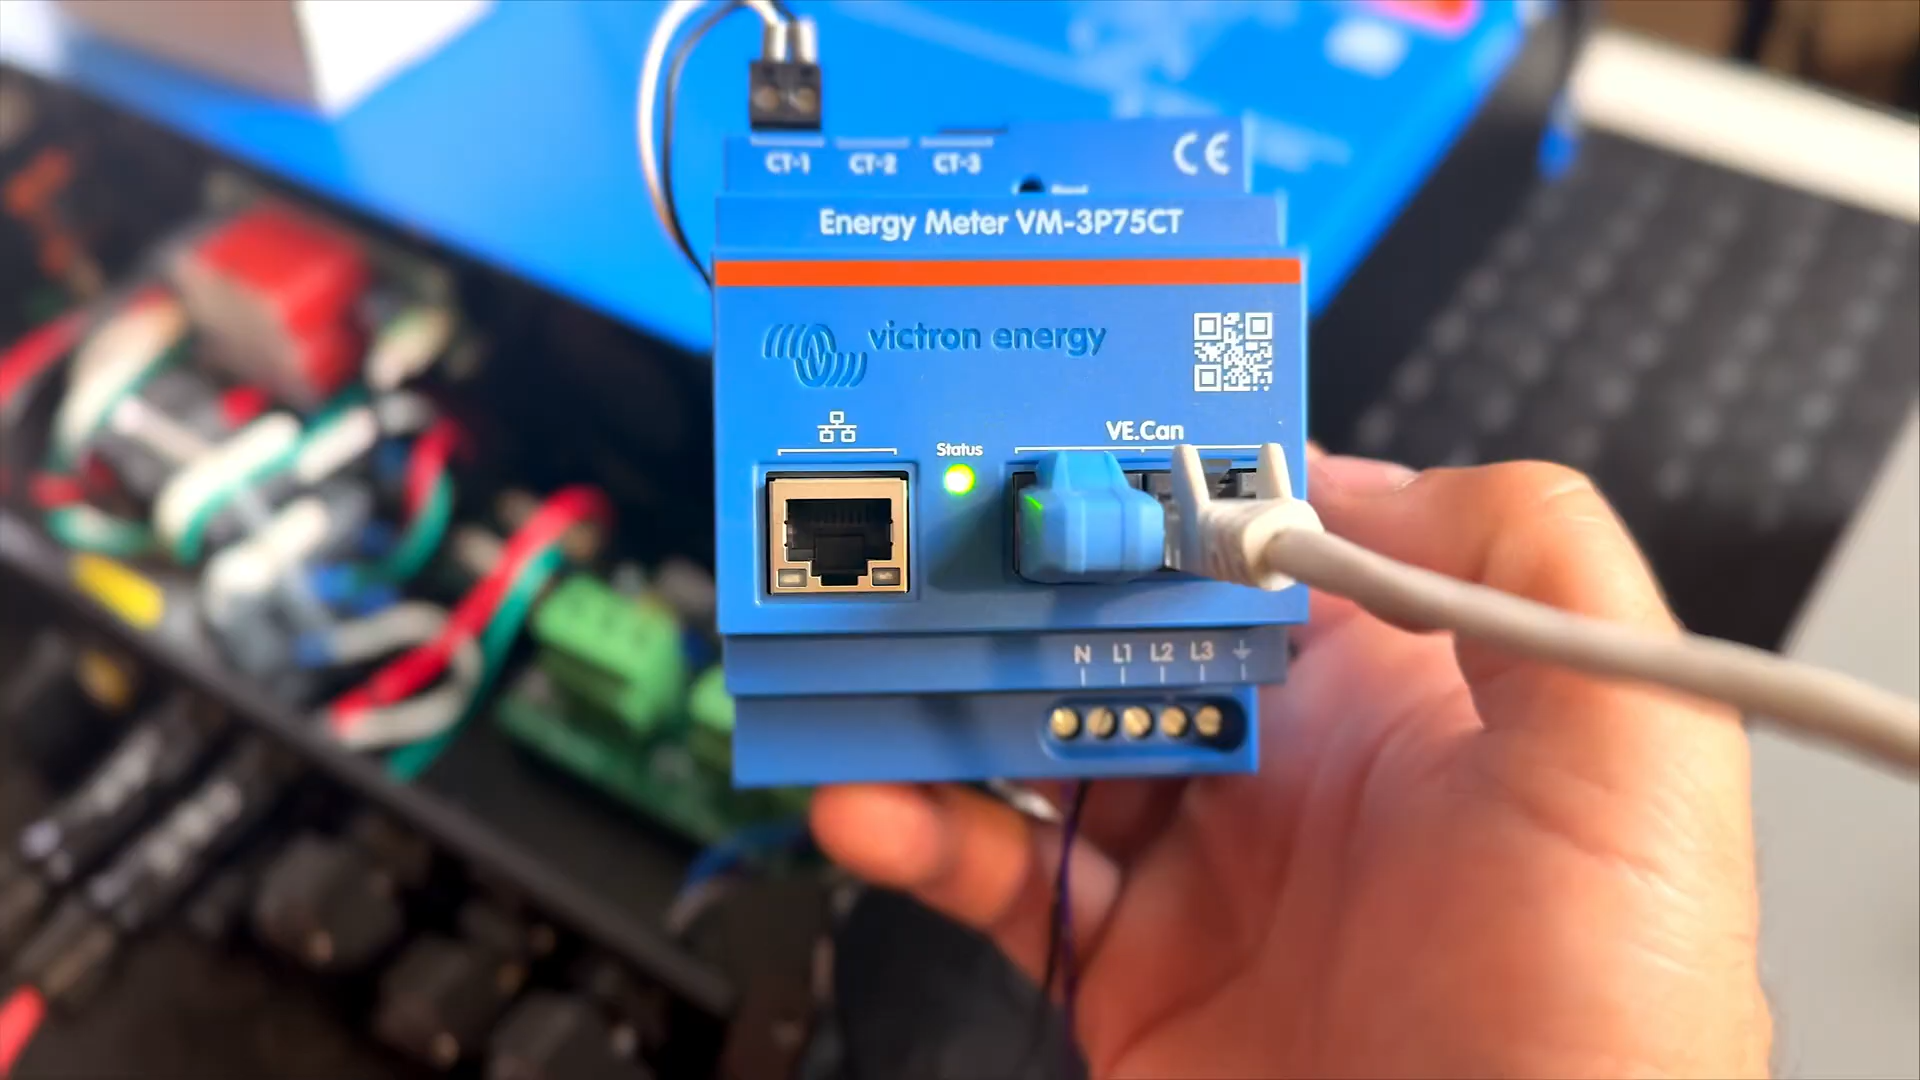 CT-1 CT-2 CT-3
CE
Energy Meter VM-3P75CT
victron energy
VE.Can
Status
N L1 L2 L3